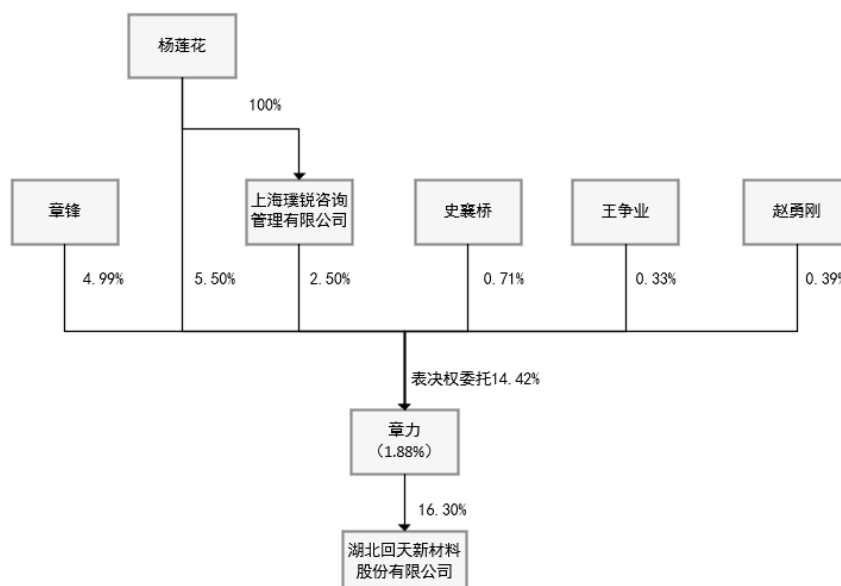 杨莲花
100%
章锋
上海璞锐咨询
管理有限公司
史襄桥
王争业
赵勇刚
4.99%
5.50%
2.50%
0.71%
0.33%
0.39%
表决权委托14.42%
章力
（1.88%）
16.30%
湖北回天新材料
股份有限公司